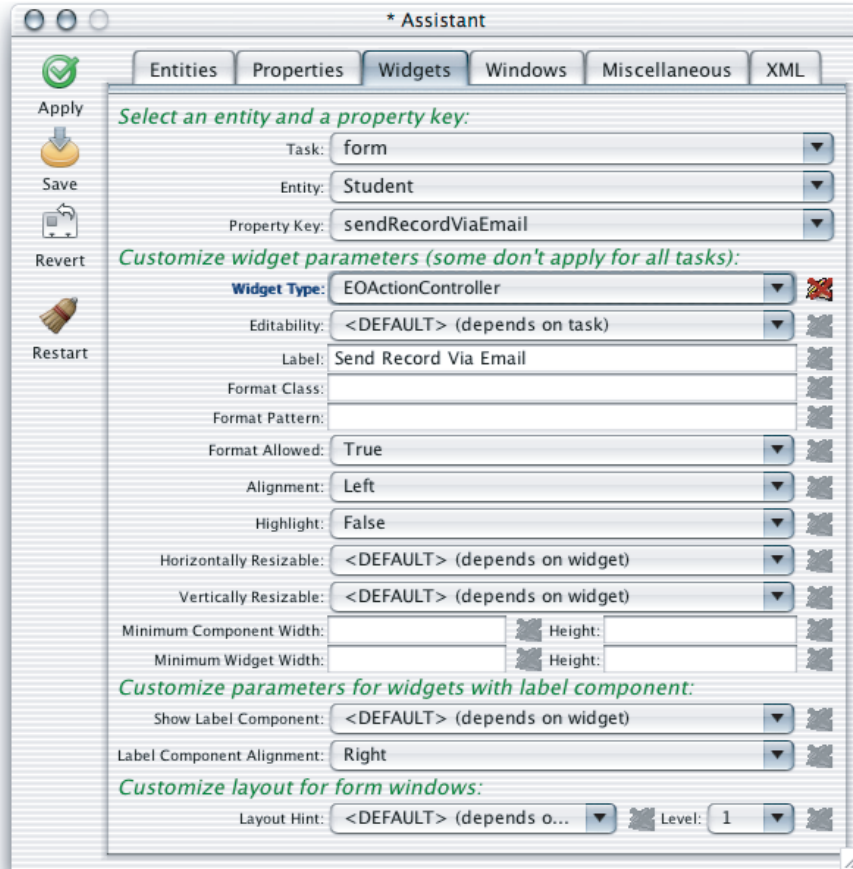 * Assistant
Entities Properties Widgets Windows Miscellaneous XML
Apply
Save
Revert
Restart
Select an entity and a property key:
Task: form
Entity: Student
Property Key: sendRecordViaEmail
Customize widget parameters (some don't apply for all tasks):
Widget Type: EOActionController
Editability: <DEFAULT> (depends on task)
Label: Send Record Via Email
Format Class:
Format Pattern:
Format Allowed: True
Alignment: Left
Highlight: False
Horizontally Resizable: <DEFAULT> (depends on widget)
Vertically Resizable: <DEFAULT> (depends on widget)
Minimum Component Width: Height:
Minimum Widget Width: Height:
Customize parameters for widgets with label component:
Show Label Component: <DEFAULT> (depends on widget)
Label Component Alignment: Right
Customize layout for form windows:
Layout Hint: <DEFAULT> (depends o... Level: 1